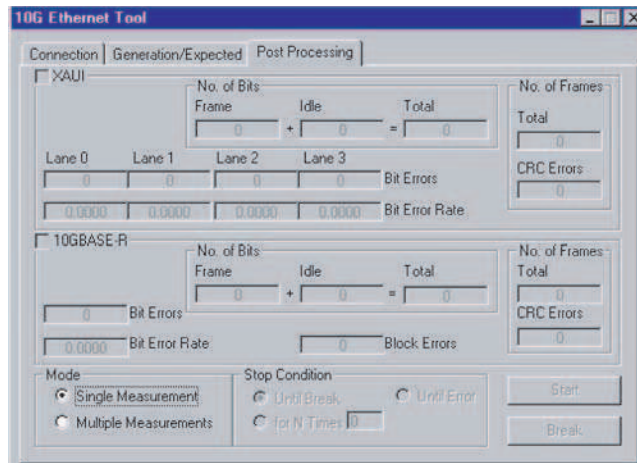 10G Ethernet Tool
Connection Generation/Expected Post Processing
XAUI
No. of Bits No. of Frames
Frame Idle Total Total
0 + 0 = 0 0
Lane 0 Lane 1 Lane 2 Lane 3 CRC Errors
0 0 0 0 Bit Errors 0
0.0000 0.0000 0.0000 0.0000 Bit Error Rate
10GBASE-R
No. of Bits No. of Frames
Frame Idle Total Total
0 + 0 = 0 0
0 Bit Errors CRC Errors
0.0000 Bit Error Rate 0 Block Errors 0
Mode Stop Condition
Single Measurement Until Break Until Error Start
Multiple Measurements for N Times 0 Break